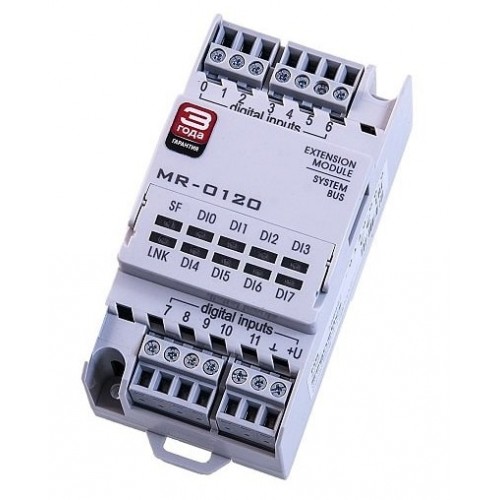 0 1 2 3 4 5 6
digital inputs
3
ГОДА
ГАРАНТИЯ
EXTENSION
MODULE
SYSTEM
BUS
MR-0120
SF DI0 DI1 DI2 DI3
LNK DI4 DI5 DI6 DI7
digital inputs
7 8 9 10 11 ⊥ +U